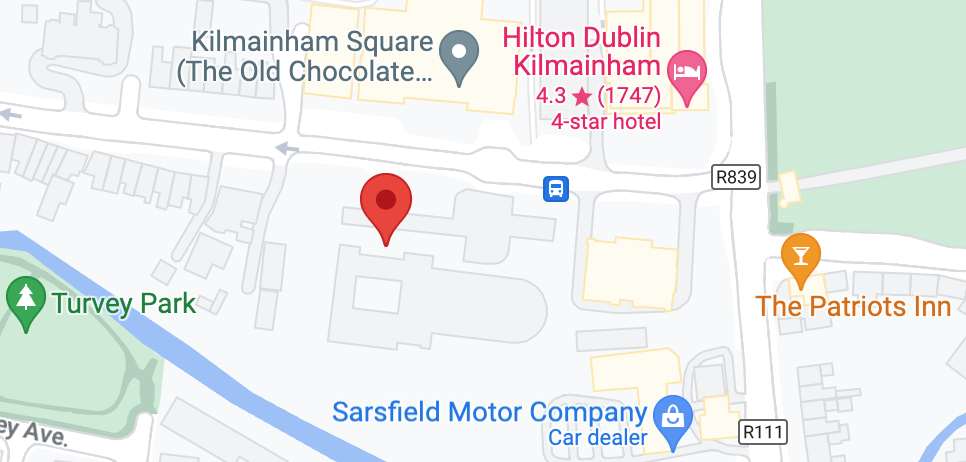 Kilmainham Square
(The Old Chocolate...
Hilton Dublin
Kilmainham
4.3 ★ (1747)
4-star hotel
R839
Turvey Park
The Patriots Inn
Sarsfield Motor Company
Car dealer
R111
ey Ave.